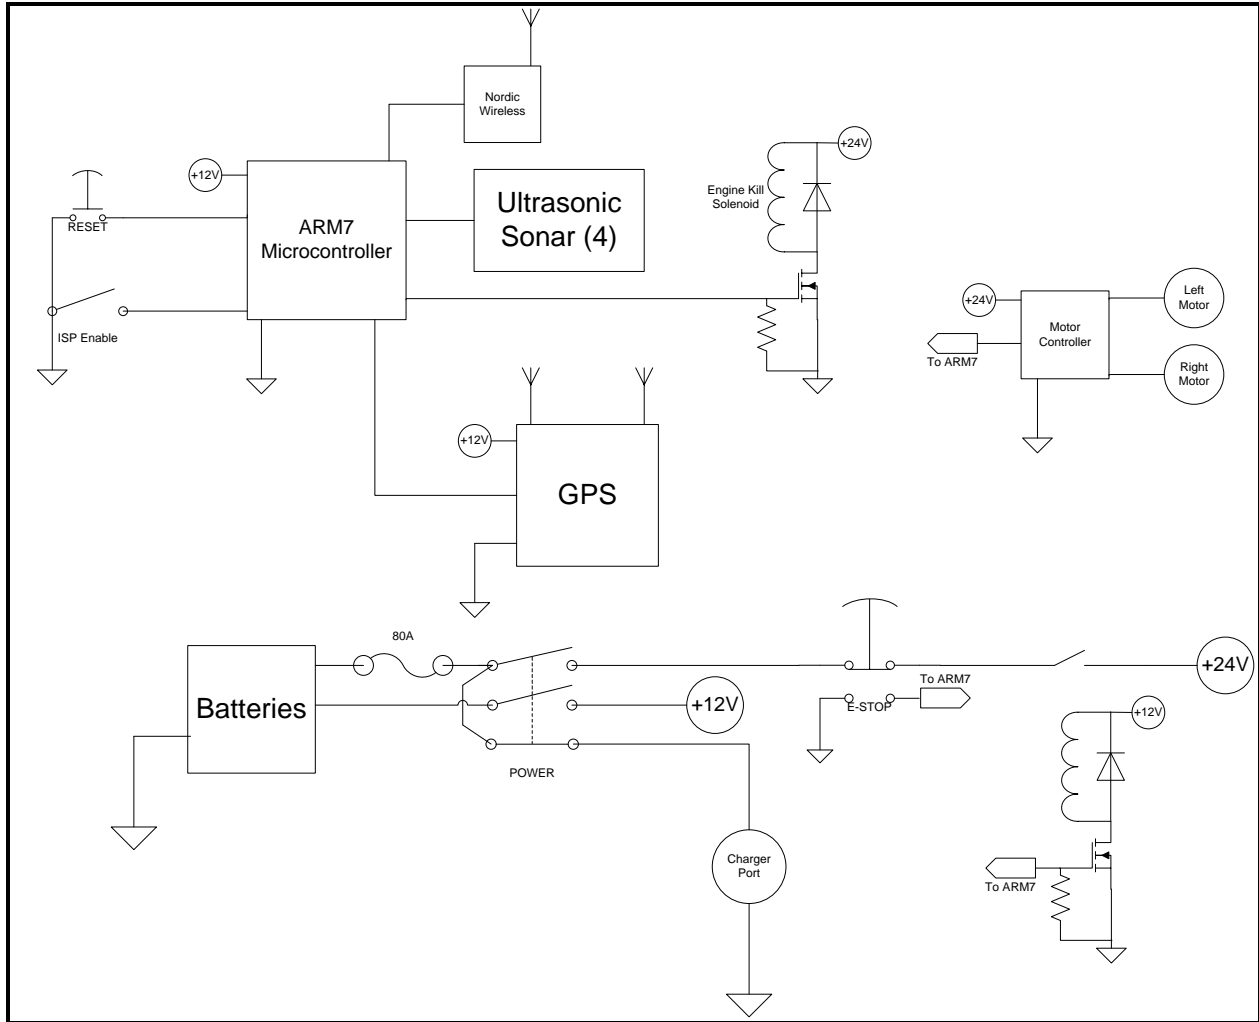 Nordic
Wireless
+24V
+12V
Engine Kill
Solenoid
Ultrasonic
Sonar (4)
ARM7
Microcontroller
RESET
ISP Enable
+24V
Left
Motor
Motor
Controller
To ARM7
Right
Motor
+12V
GPS
80A
Batteries
+12V
POWER
To ARM7
E-STOP
+24V
+12V
Charger
Port
To ARM7